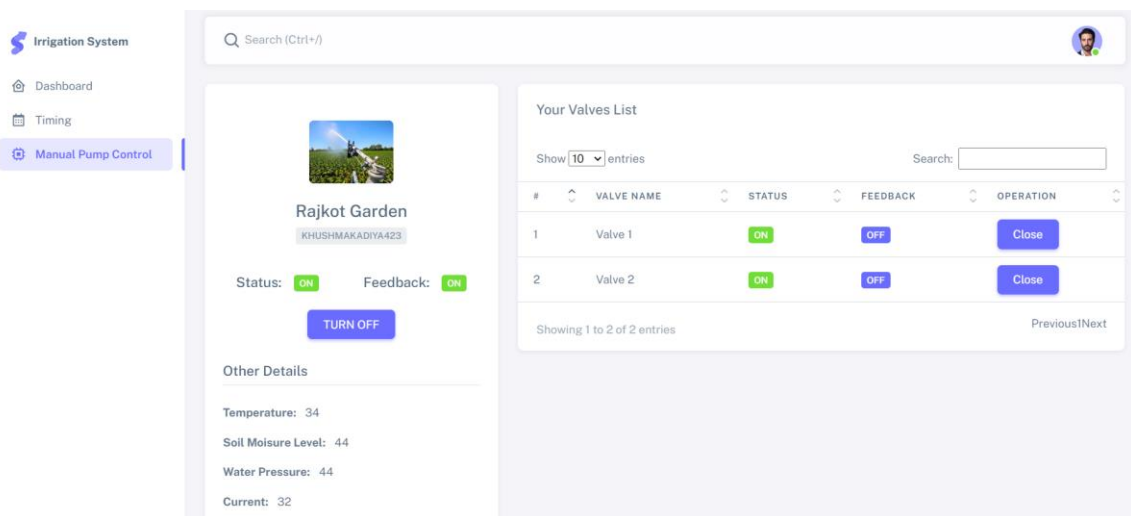 Irrigation System
Dashboard
Timing
Manual Pump Control
Search (Ctrl+/)
Rajkot Garden
KHUSHMAKADIYA423
Status: ON Feedback: ON
TURN OFF
Other Details
Temperature: 34
Soil Moisure Level: 44
Water Pressure: 44
Current: 32
Your Valves List
Show 10 entries Search:
# VALVE NAME STATUS FEEDBACK OPERATION
1 Valve 1 ON OFF Close
2 Valve 2 ON OFF Close
Showing 1 to 2 of 2 entries Previous1Next